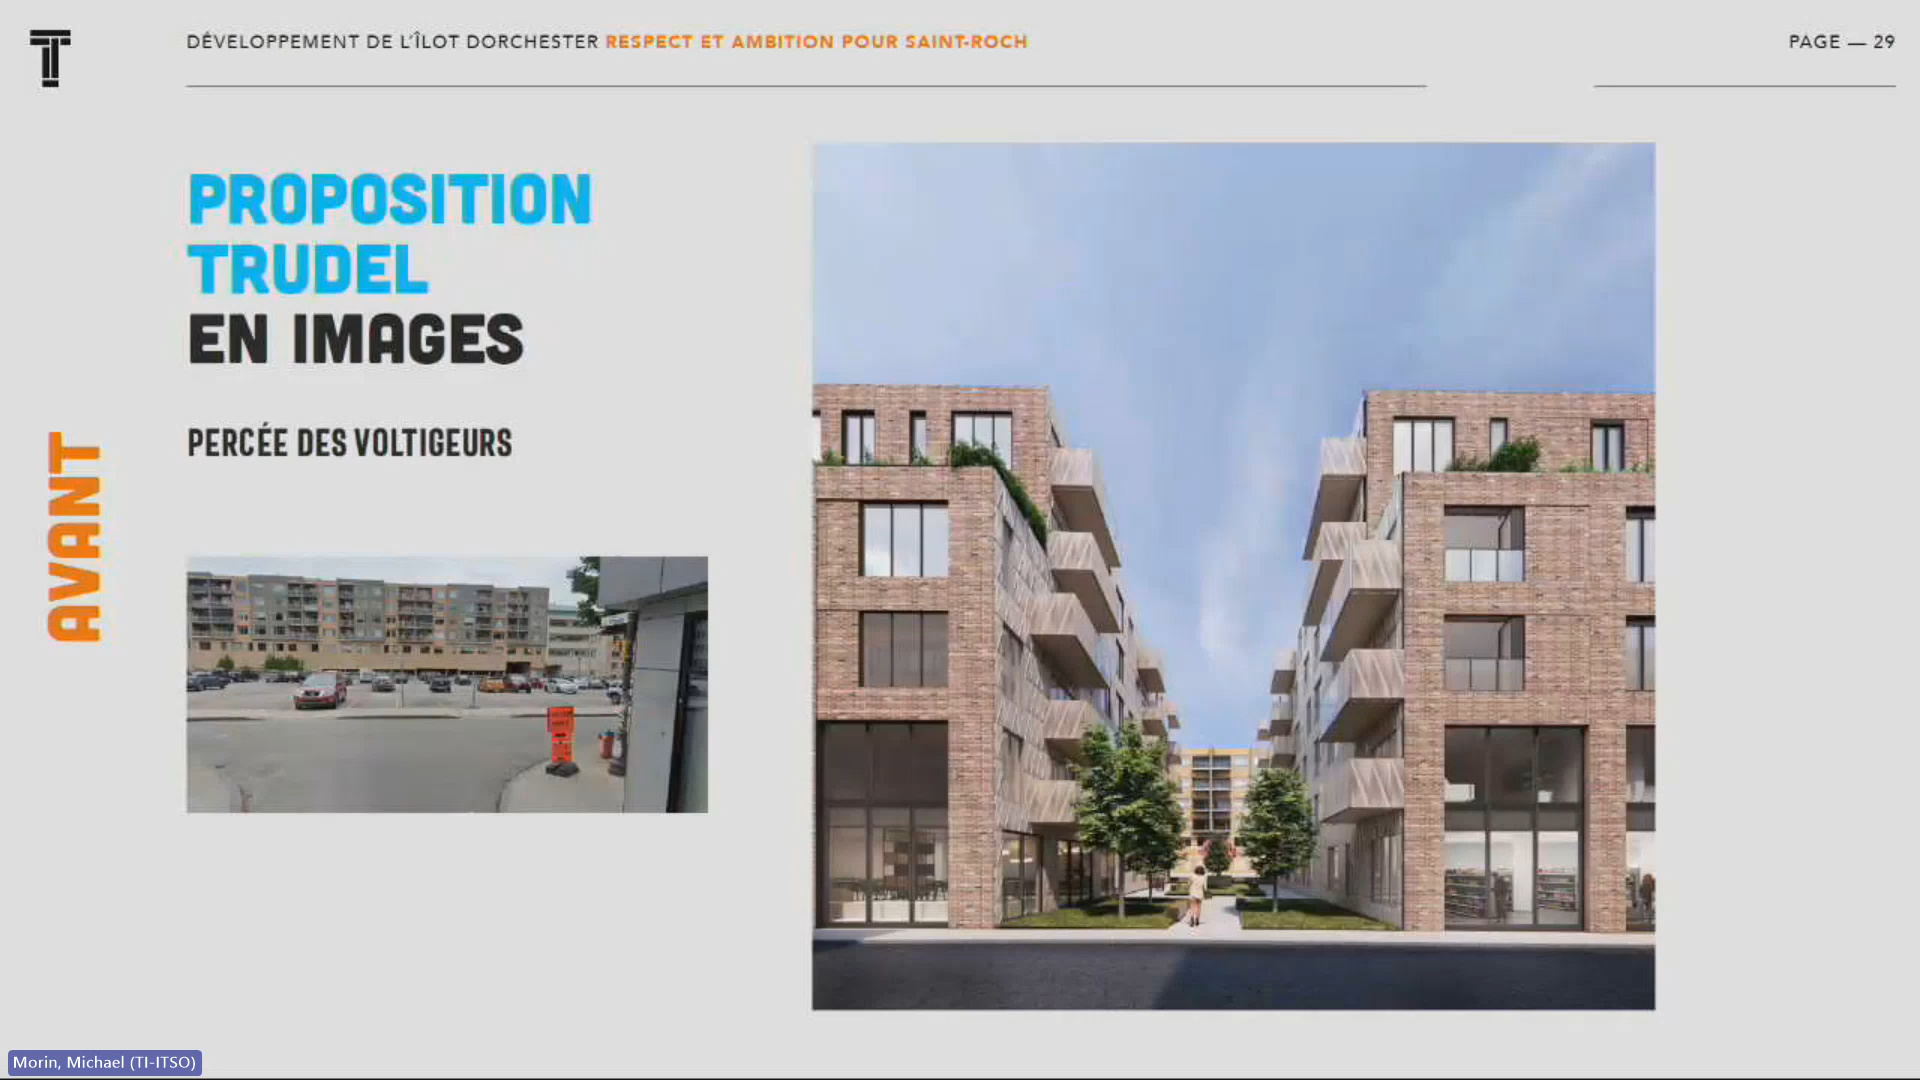 DÉVELOPPEMENT DE L'ÎLOT DORCHESTER RESPECT ET AMBITION POUR SAINT-ROCH
PAGE — 29
PROPOSITION
TRUDEL
EN IMAGES
PERCÉE DES VOLTIGEURS
AVANT
Morin, Michael (TI-ITSO)